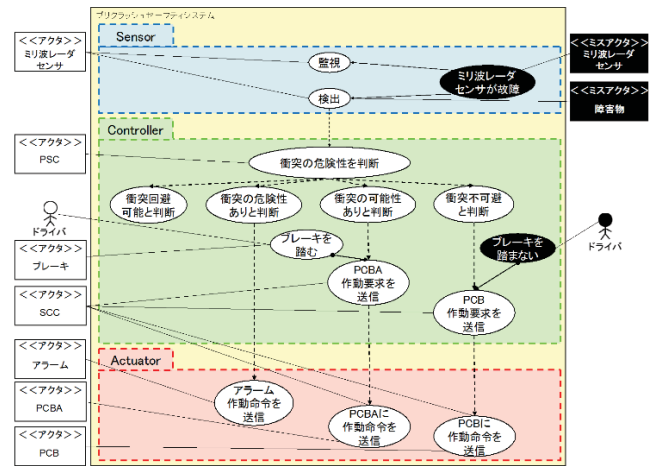 プリクラッシュセーフティシステム
Sensor
<<アクタ>>
ミリ波レーダ
センサ
監視
検出
ミリ波レーダ
センサが故障
<<ミスアクタ>>
ミリ波レーダ
センサ
<<ミスアクタ>>
障害物
Controller
<<アクタ>>
PSC
衝突の危険性を判断
衝突回避
可能と判断
衝突の危険性
ありと判断
衝突の可能性
ありと判断
衝突不可避
と判断
ドライバ
ブレーキを
踏む
ブレーキを
踏まない
ドライバ
<<アクタ>>
ブレーキ
PCBA
作動要求を
送信
PCB
作動要求を
送信
<<アクタ>>
SCC
Actuator
<<アクタ>>
アラーム
<<アクタ>>
PCBA
<<アクタ>>
PCB
アラーム
作動命令を
送信
PCBAに
作動命令を
送信
PCBに
作動命令を
送信